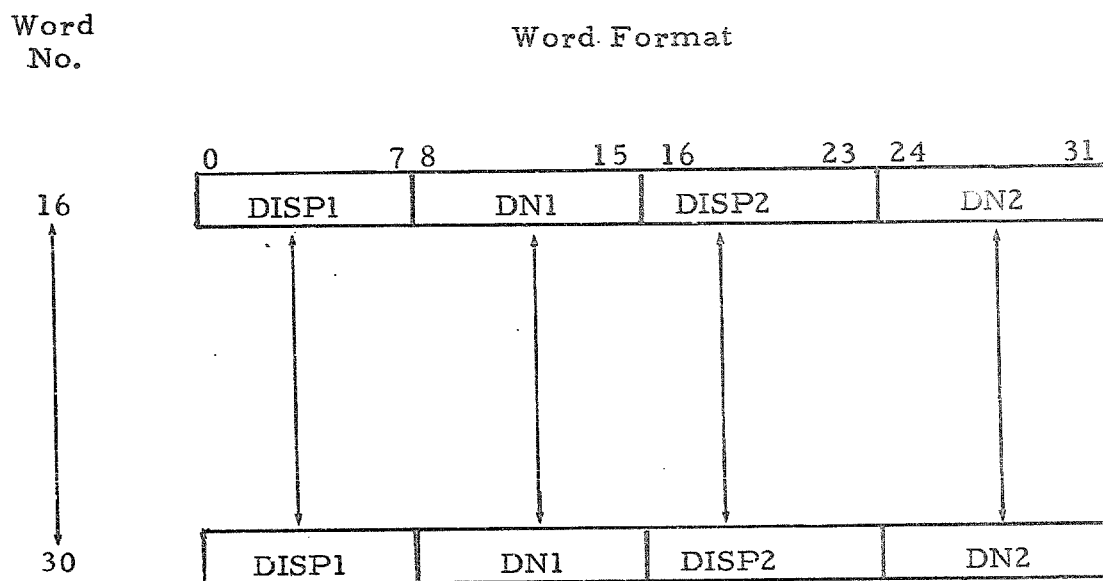 Word
No.
Word Format
0 7 8 15 16 23 24 31
16 DISP1 DN1 DISP2 DN2
30 DISP1 DN1 DISP2 DN2